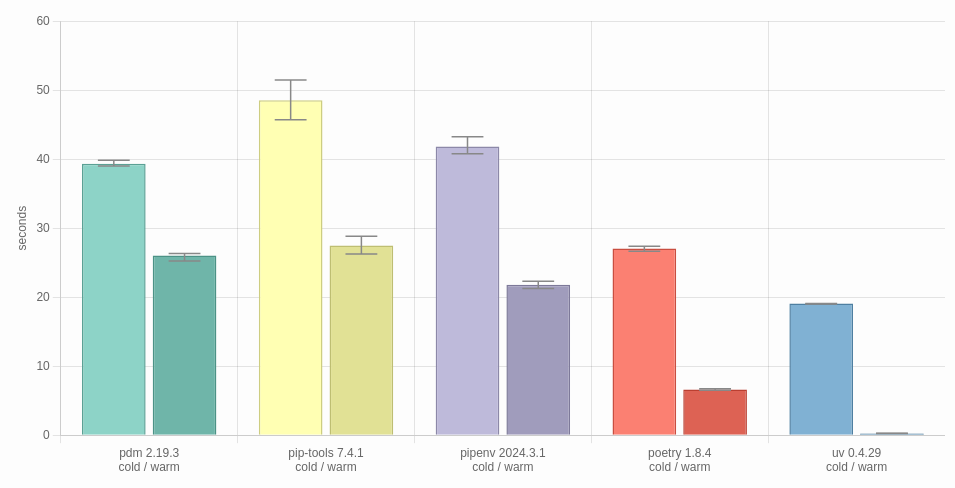 60
50
40
30
20
10
0
seconds
pdm 2.19.3
cold / warm
pip-tools 7.4.1
cold / warm
pipenv 2024.3.1
cold / warm
poetry 1.8.4
cold / warm
uv 0.4.29
cold / warm